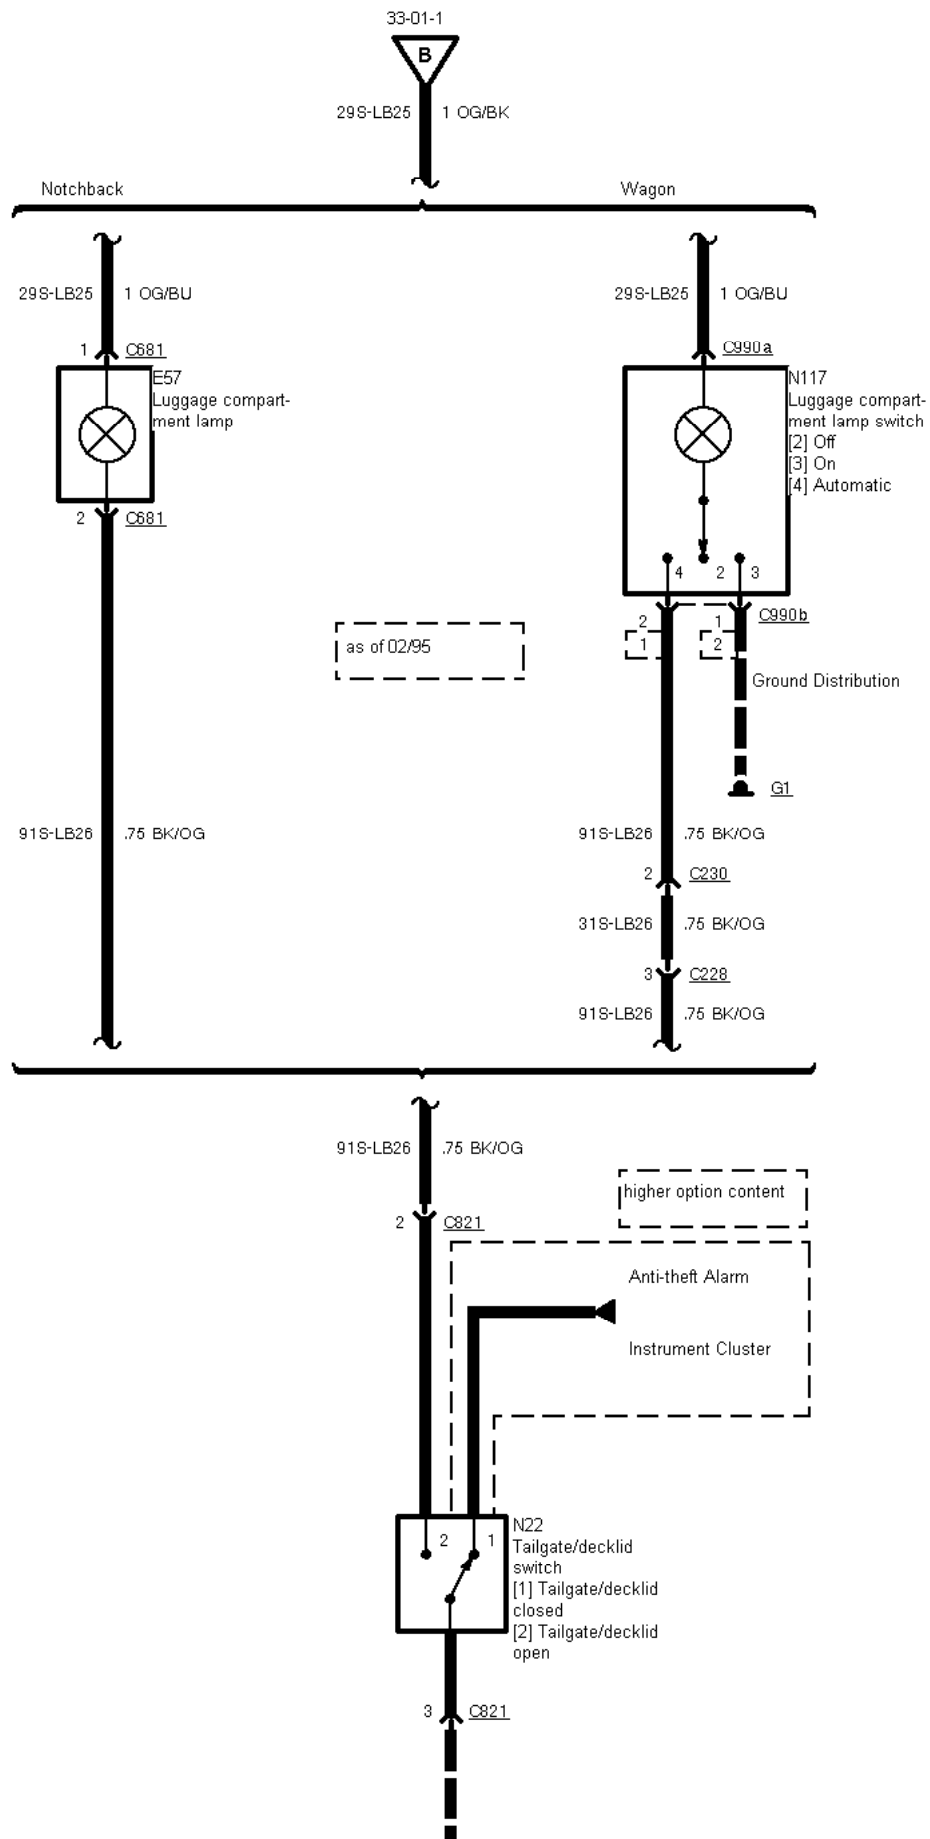 33-01-1
B
29S-LB25 1 OG/BK
Notchback Wagon
29S-LB25 1 OG/BU
29S-LB25 1 OG/BU
1 C681
C990a
E57
Luggage compart-
ment lamp
N117
Luggage compart-
ment lamp switch
[2] Off
[3] On
[4] Automatic
2 C681
4 2 3
2 1 C990b
1 2
as of 02/95
Ground Distribution
G1
91S-LB26 .75 BK/OG
91S-LB26 .75 BK/OG
2 C230
31S-LB26 .75 BK/OG
3 C228
91S-LB26 .75 BK/OG
91S-LB26 .75 BK/OG
higher option content
2 C821
Anti-theft Alarm
Instrument Cluster
2 1
N22
Tailgate/decklid
switch
[1] Tailgate/decklid
closed
[2] Tailgate/decklid
open
3 C821